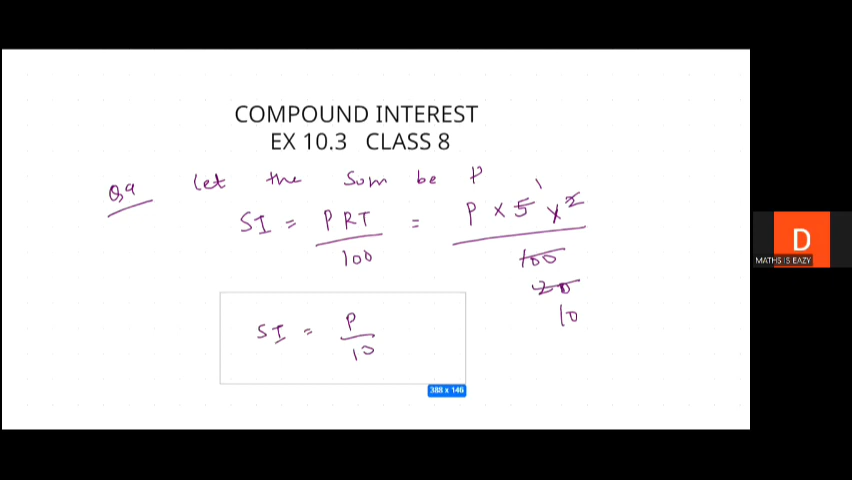 COMPOUND INTEREST
EX 10.3 CLASS 8
Q9 Let the Sum be P
SI = PRT/100 = P × 5 × 2/100
1
20
10
SI = P/10
388 x 146
D
MATHS IS EAZY